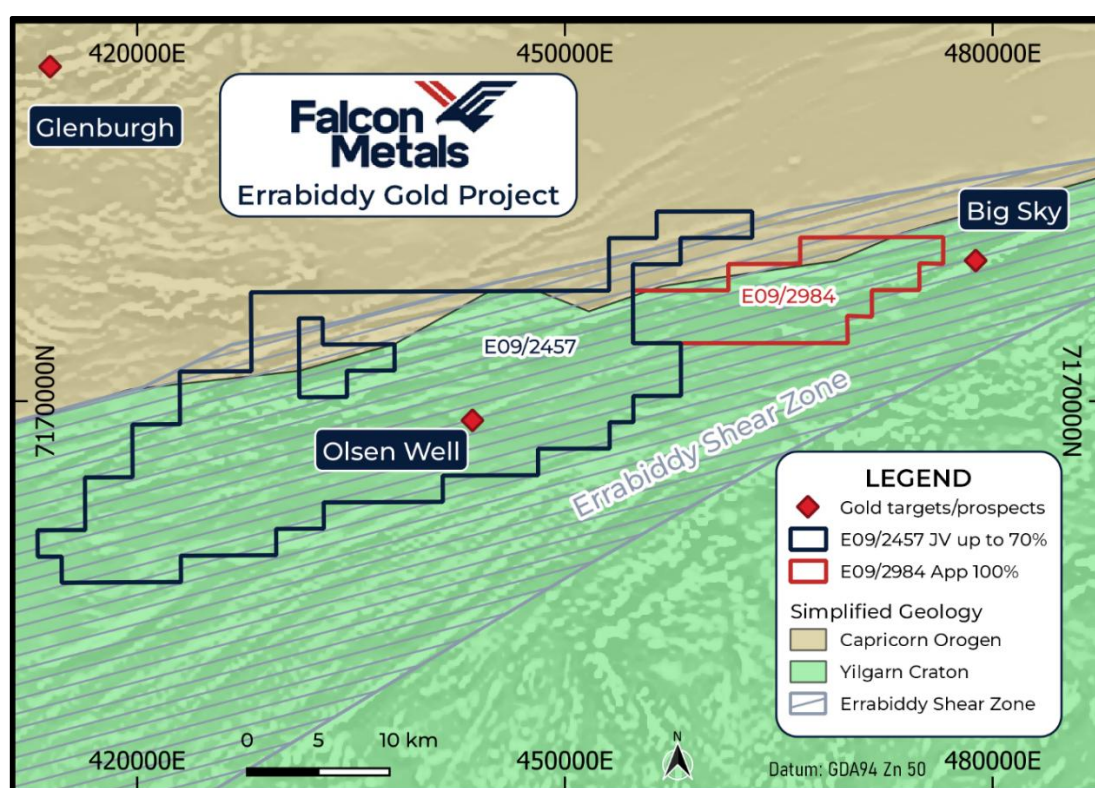 420000E
450000E
480000E
Glenburgh
Falcon
Metals
Errabiddy Gold Project
Big Sky
E09/2984
E09/2457
7170000N
7170000N
Olsen Well
Errabiddy Shear Zone
LEGEND
Gold targets/prospects
E09/2457 JV up to 70%
E09/2984 App 100%
Simplified Geology
Capricorn Orogen
Yilgarn Craton
Errabiddy Shear Zone
0 5 10 km
N
420000E
450000E
Datum: GDA94 Zn 50
480000E